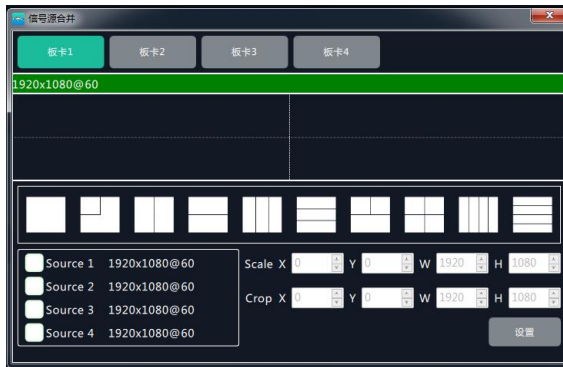 信号源合并
板卡1 板卡2 板卡3 板卡4
1920x1080@60
Source 1 1920x1080@60
Source 2 1920x1080@60
Source 3 1920x1080@60
Source 4 1920x1080@60
Scale X 0 Y 0 W 1920 H 1080
Crop X 0 Y 0 W 1920 H 1080
设置